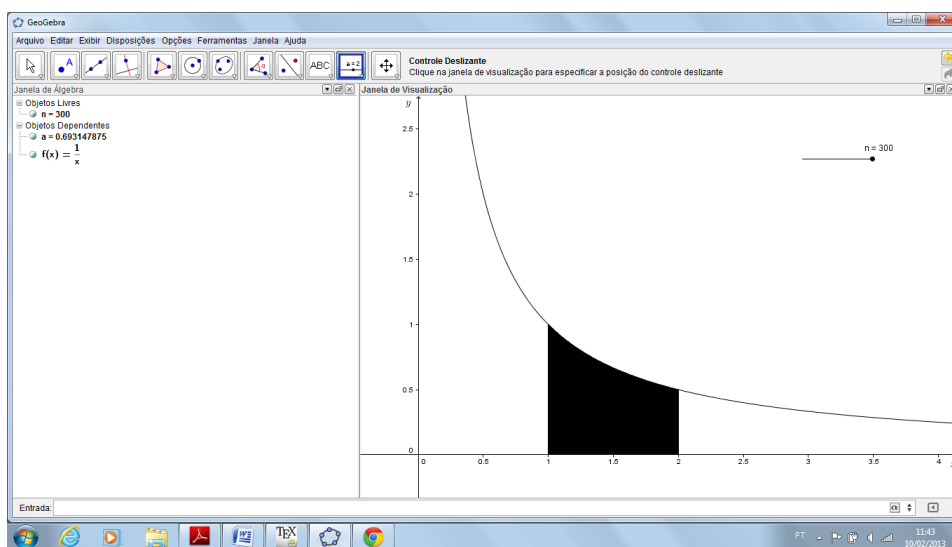 GeoGebra
Arquivo Editar Exibir Disposições Opções Ferramentas Janela Ajuda
A
ABC
a=2
Controle Deslizante
Clique na janela de visualização para especificar a posição do controle deslizante
Janela de Álgebra
Objetos Livres
n = 300
Objetos Dependentes
a = 0.693147875
f(x) = 1/x
Janela de Visualização
y
n = 300
2.5
2
1.5
1
0.5
0
0 0.5 1 1.5 2 2.5 3 3.5 4
Entrada:
α
W
TEX
PT
11:43
10/02/2013